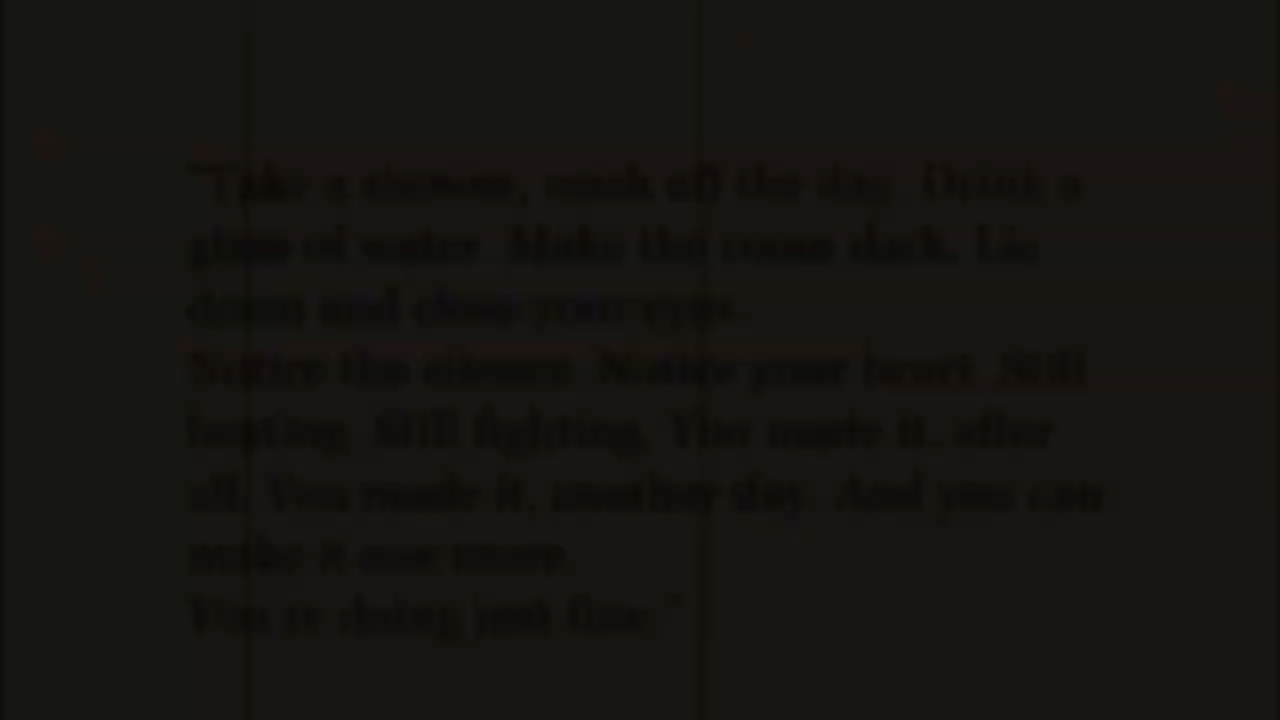 "Take a shower, wash off the day. Drink a
glass of water. Make the room dark. Lie
down and close your eyes.
Notice the silence. Notice your heart. Still
beating. Still fighting. You made it, after
all. You made it, another day. And you can
make it one more.
You're doing just fine."